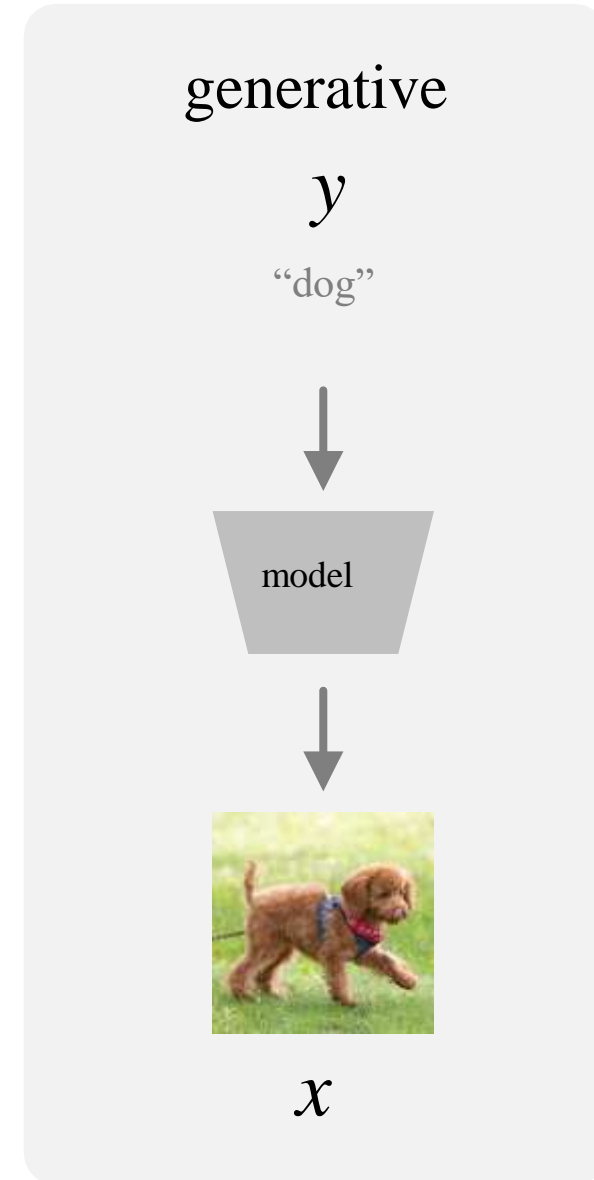 generative
y
“dog”
model
x